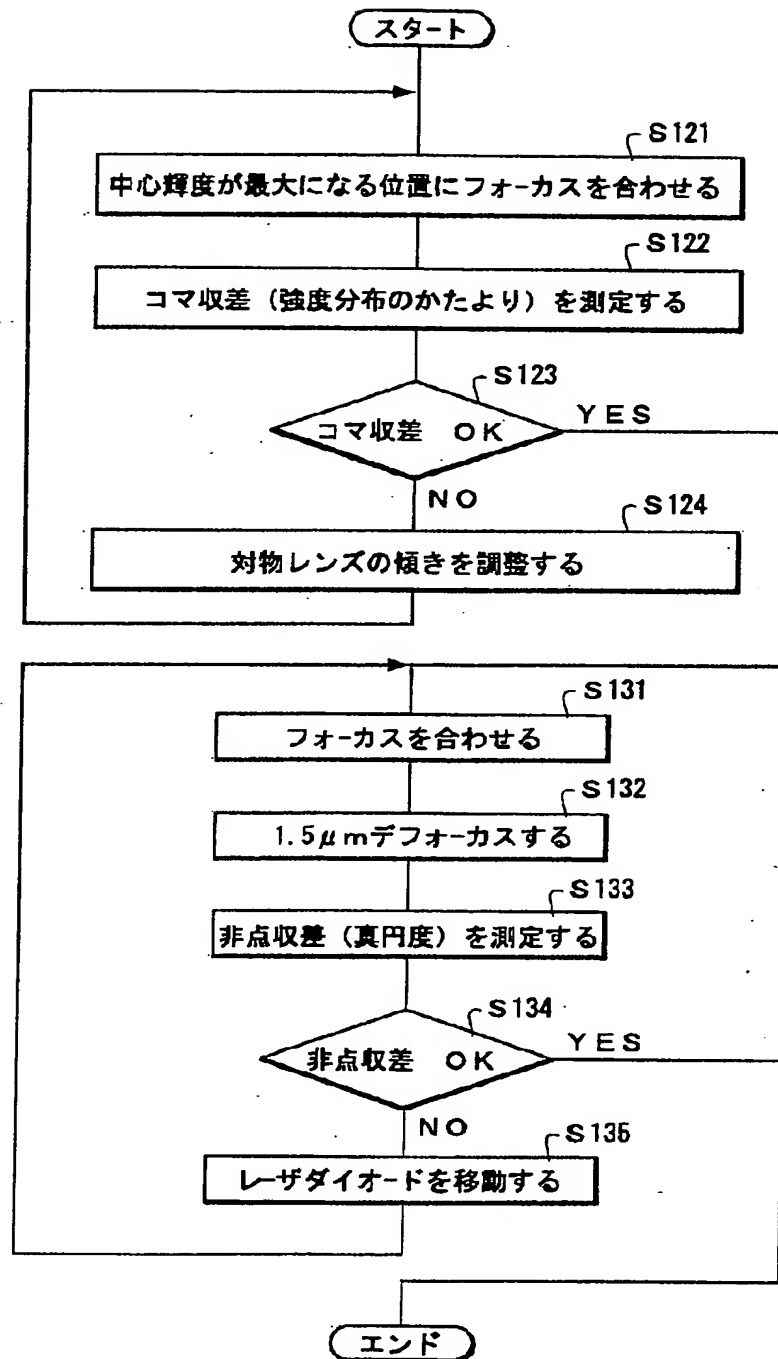 スタート
S121
中心輝度が最大になる位置にフォーカスを合わせる
S122
コマ収差（強度分布のかたより）を測定する
S123
コマ収差 OK
YES
NO
S124
対物レンズの傾きを調整する
S131
フォーカスを合わせる
S132
1.5μmデフォーカスする
S133
非点収差（真円度）を測定する
S134
非点収差 OK
YES
NO
S135
レーザダイオードを移動する
エンド